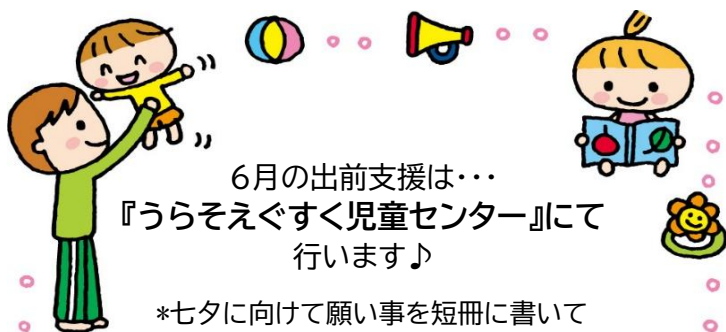 6月の出前支援は・・・
『うらそえぐすく児童センター』にて
行います♪
*七夕に向けて願い事を短冊に書いて